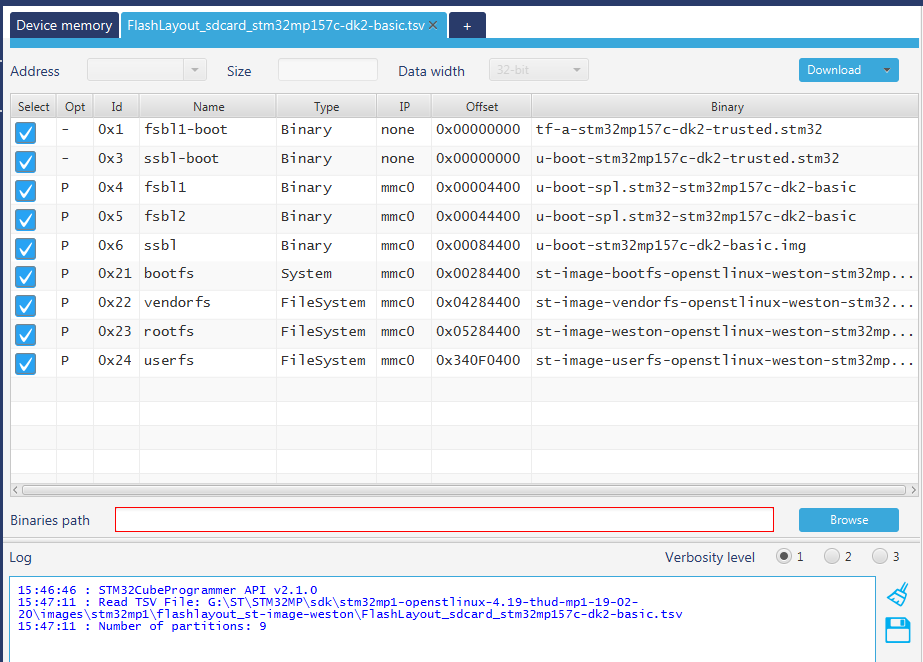 Device memory FlashLayout_sdcard_stm32mp157c-dk2-basic.tsv × +
Address Size Data width 32-bit Download
Select Opt Id Name Type IP Offset Binary
- 0x1 fsbl1-boot Binary none 0x00000000 tf-a-stm32mp157c-dk2-trusted.stm32
- 0x3 ssbl-boot Binary none 0x00000000 u-boot-stm32mp157c-dk2-trusted.stm32
P 0x4 fsbl1 Binary mmc0 0x00004400 u-boot-spl.stm32-stm32mp157c-dk2-basic
P 0x5 fsbl2 Binary mmc0 0x00044400 u-boot-spl.stm32-stm32mp157c-dk2-basic
P 0x6 ssbl Binary mmc0 0x00084400 u-boot-stm32mp157c-dk2-basic.img
P 0x21 bootfs System mmc0 0x00284400 st-image-bootfs-openstlinux-weston-stm32mp...
P 0x22 vendorfs FileSystem mmc0 0x04284400 st-image-vendorfs-openstlinux-weston-stm32...
P 0x23 rootfs FileSystem mmc0 0x05284400 st-image-weston-openstlinux-weston-stm32mp...
P 0x24 userfs FileSystem mmc0 0x340F0400 st-image-userfs-openstlinux-weston-stm32mp...
Binaries path Browse
Log Verbosity level 1 2 3
15:46:46 : STM32CubeProgrammer API v2.1.0
15:47:11 : Read TSV File: G:\ST\STM32MP\sdk\stm32mp1-openstlinux-4.19-thud-mp1-19-02-
20\images\stm32mp1\flashlayout_st-image-weston\FlashLayout_sdcard_stm32mp157c-dk2-basic.tsv
15:47:11 : Number of partitions: 9